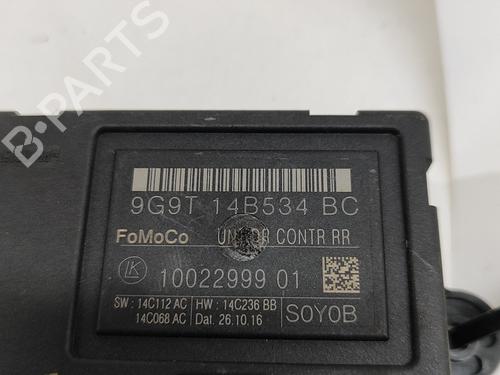 B-PARTS
9G9T 14B534 BC
FoMoCo CONTR RR
LK 10022999 01
SW : 14C112 AC HW : 14C236 BB
14C068 AC Dat. 26.10.16 S0Y0B